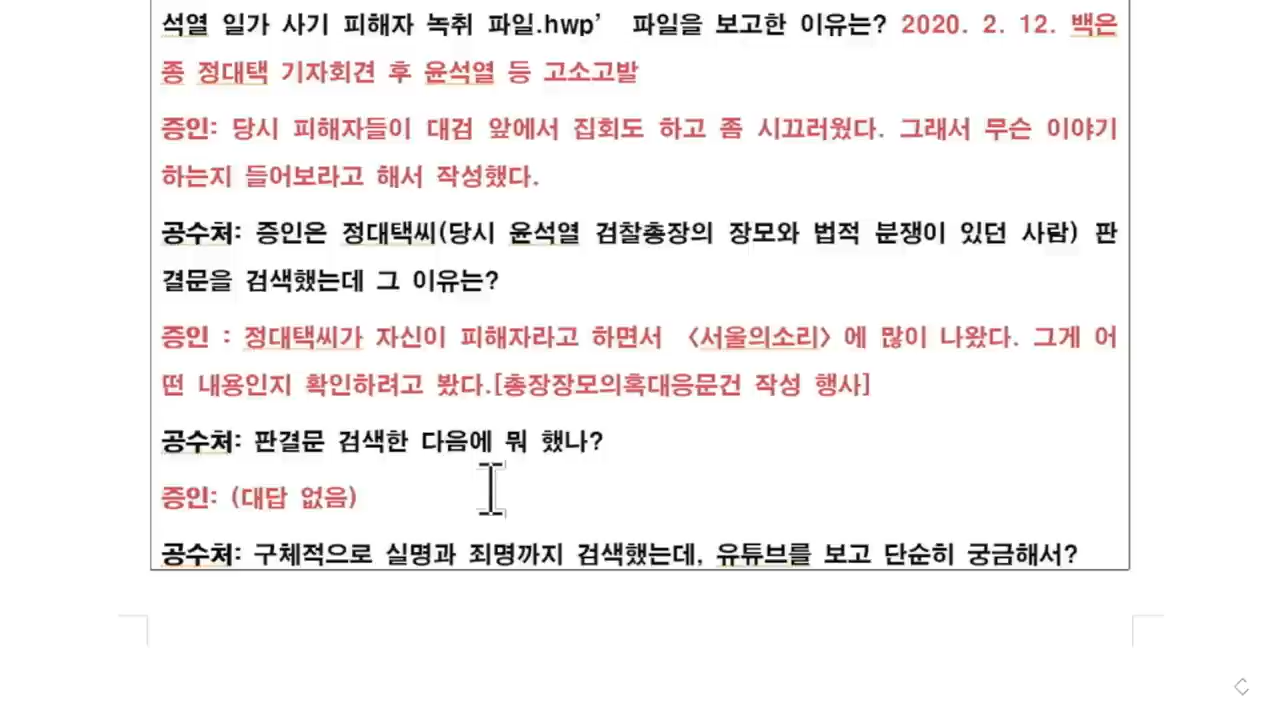 석열 일가 사기 피해자 녹취 파일.hwp’ 파일을 보고한 이유는? 2020. 2. 12. 백은
종 정대택 기자회견 후 윤석열 등 고소고발
증인: 당시 피해자들이 대검 앞에서 집회도 하고 좀 시끄러웠다. 그래서 무슨 이야기
하는지 들어보라고 해서 작성했다.
공수처: 증인은 정대택씨(당시 윤석열 검찰총장의 장모와 법적 분쟁이 있던 사람) 판
결문을 검색했는데 그 이유는?
증인 : 정대택씨가 자신이 피해자라고 하면서 〈서울의소리〉에 많이 나왔다. 그게 어
떤 내용인지 확인하려고 봤다.[총장장모의혹대응문건 작성 행사]
공수처: 판결문 검색한 다음에 뭐 했나?
증인: (대답 없음)
공수처: 구체적으로 실명과 죄명까지 검색했는데, 유튜브를 보고 단순히 궁금해서?